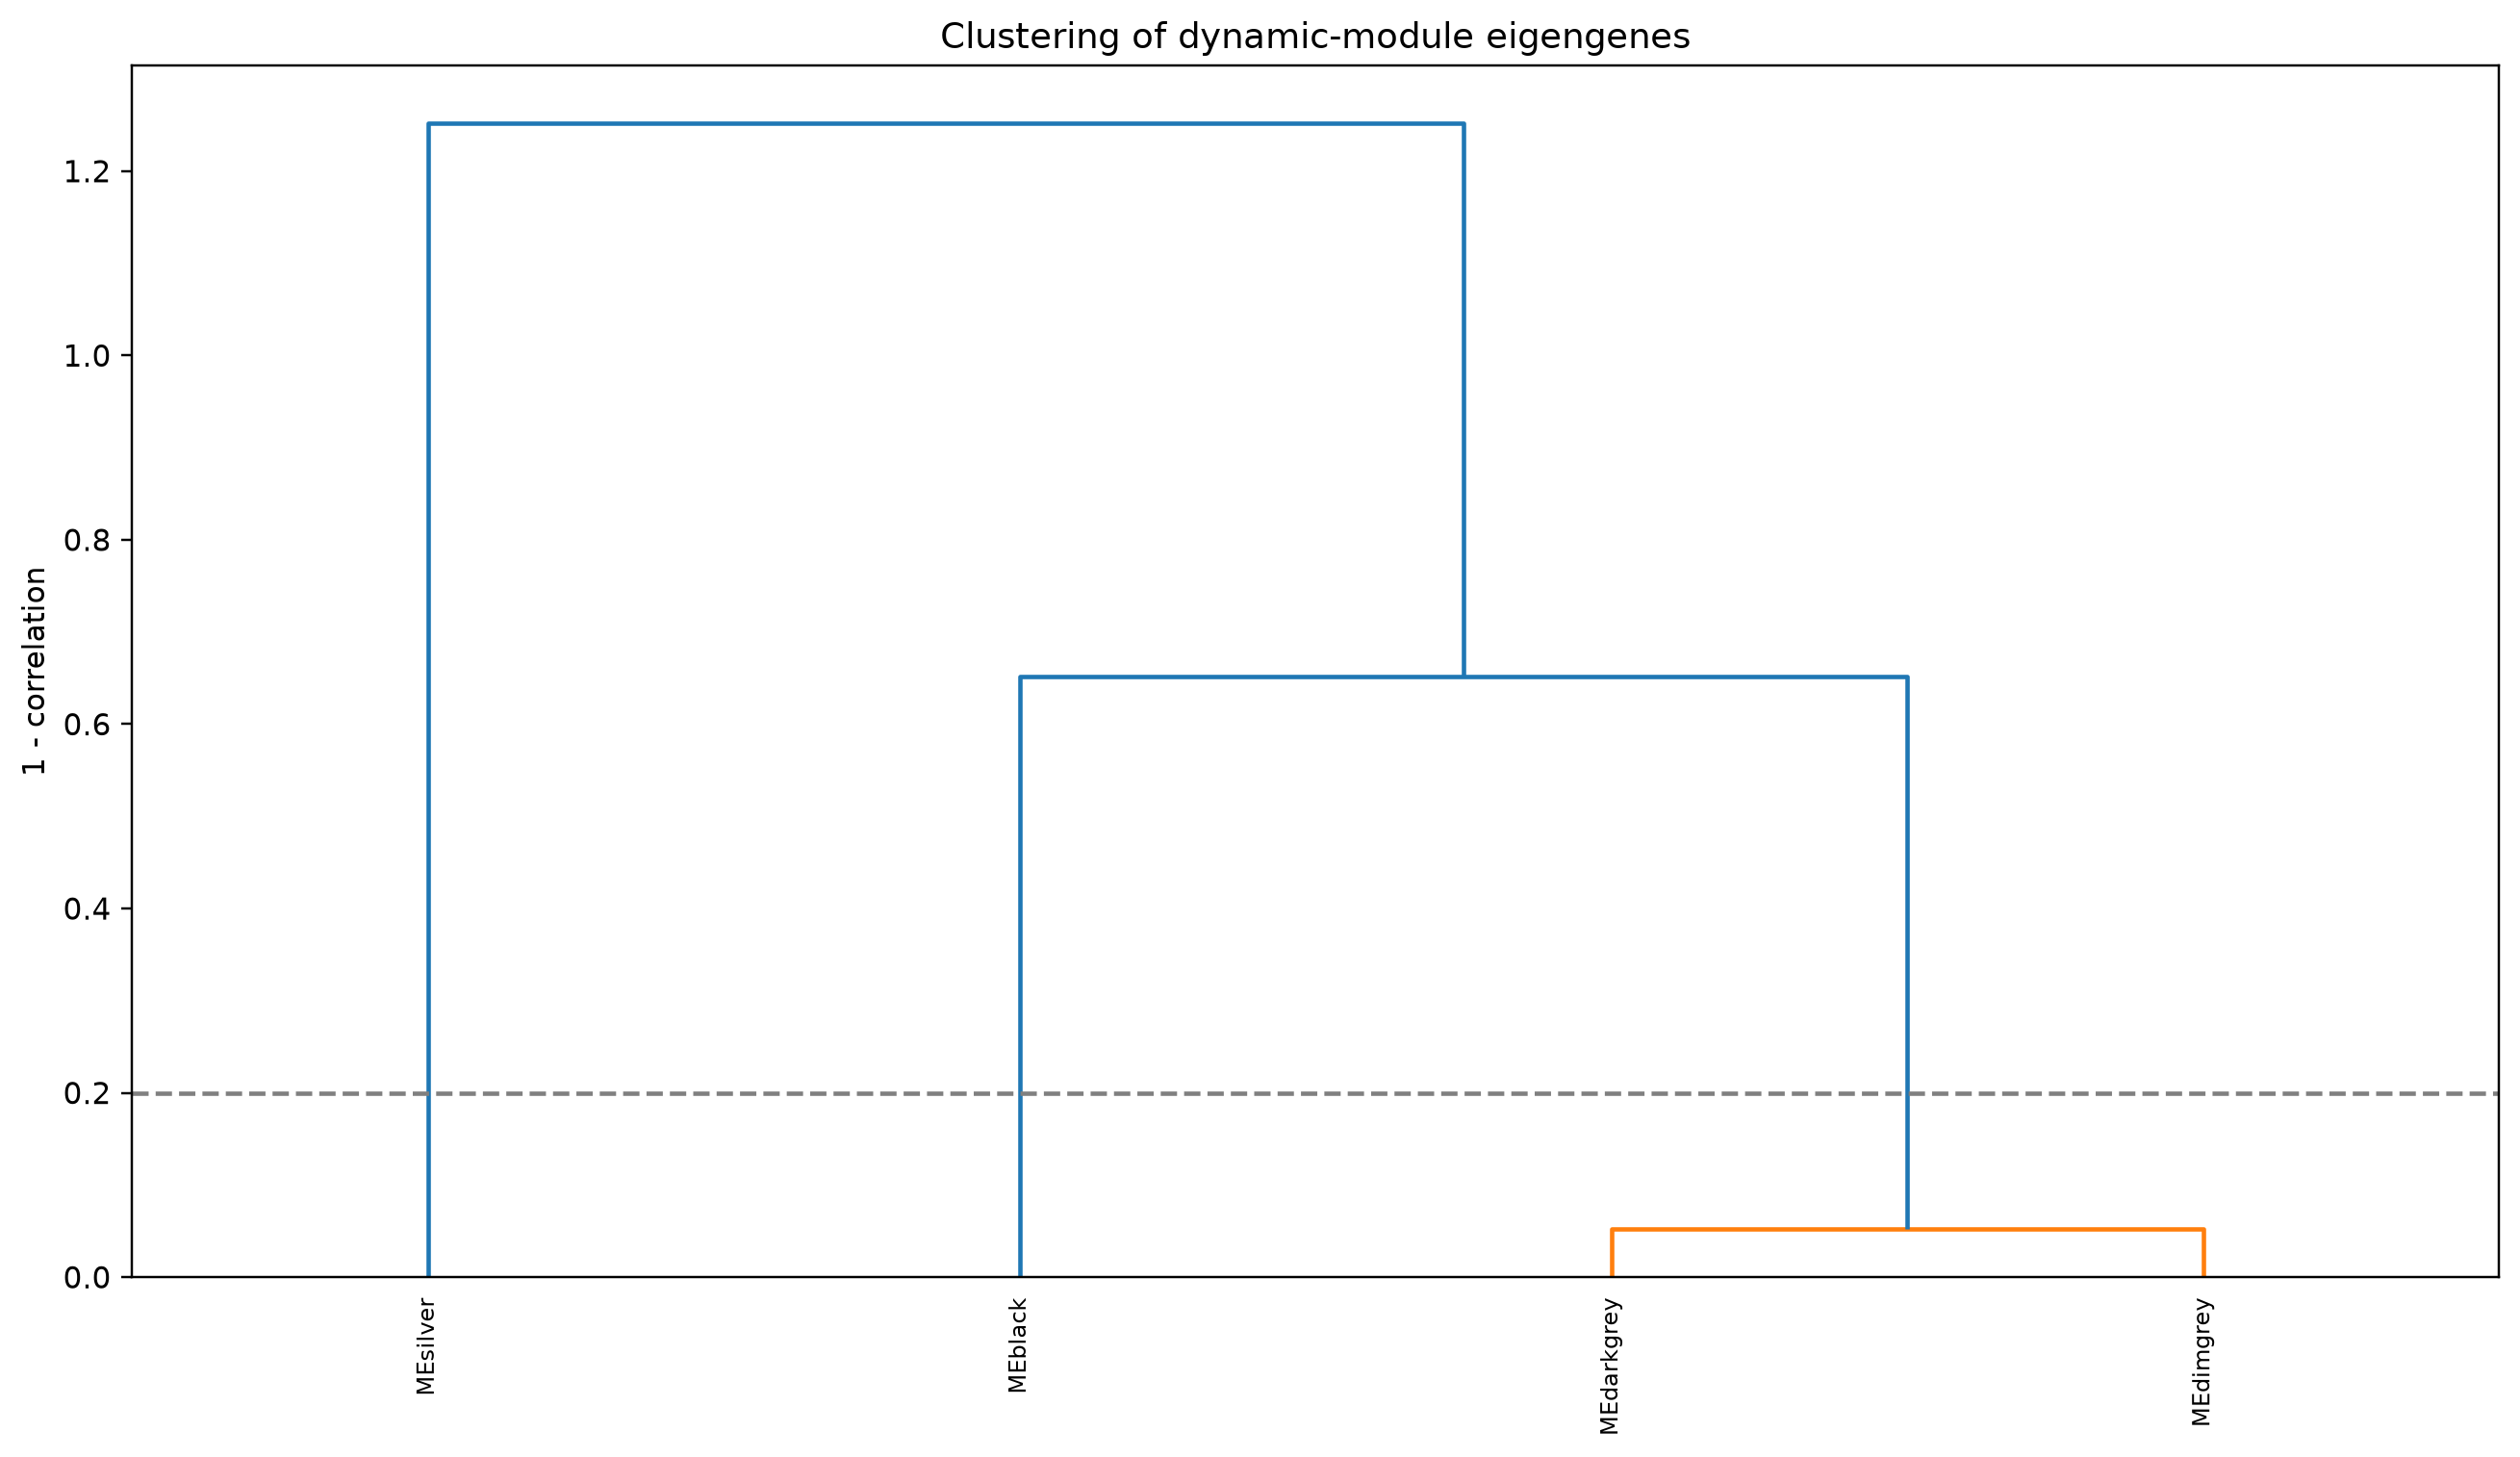 Clustering of dynamic-module eigengenes
1 - correlation
1.2
1.0
0.8
0.6
0.4
0.2
0.0
MEsilver
MEblack
MEdarkgrey
MEdimgrey